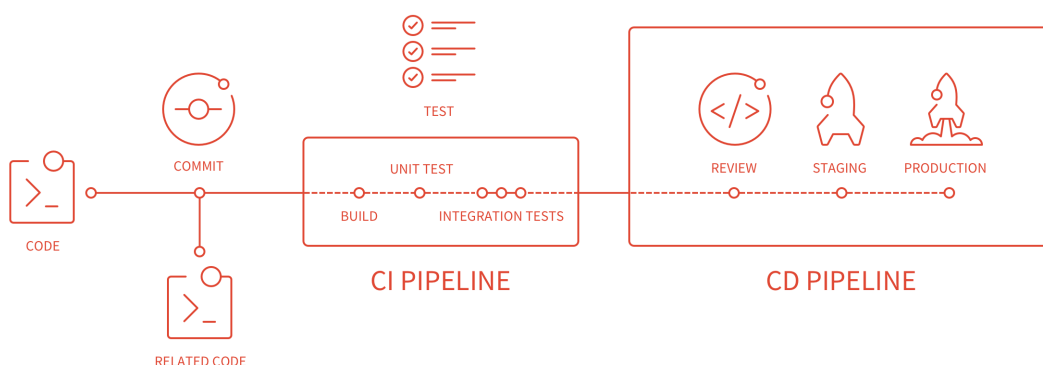 TEST
COMMIT
UNIT TEST
REVIEW
STAGING
PRODUCTION
BUILD
INTEGRATION TESTS
CODE
CI PIPELINE
CD PIPELINE
RELATED CODE